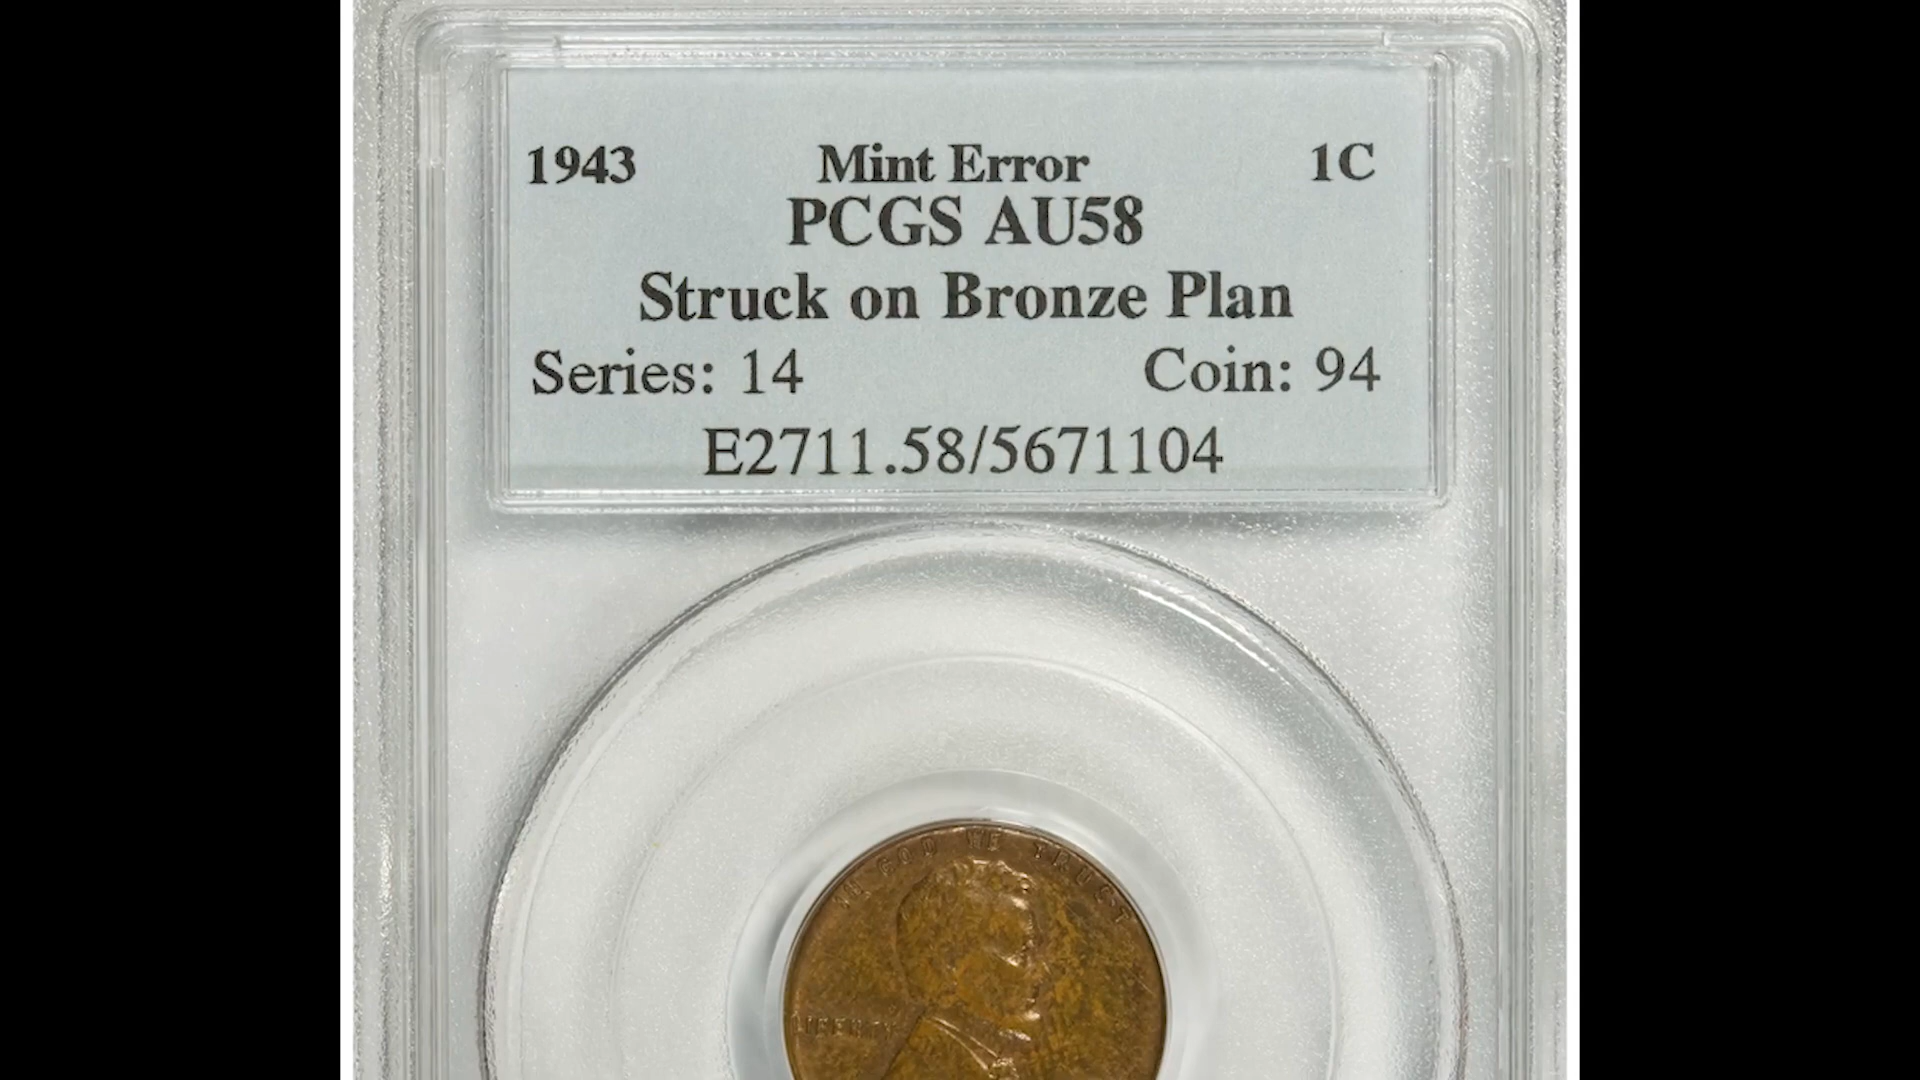 1943 Mint Error 1C
PCGS AU58
Struck on Bronze Plan
Series: 14 Coin: 94
E2711.58/5671104
IN GOD WE TRUST
LIBERTY